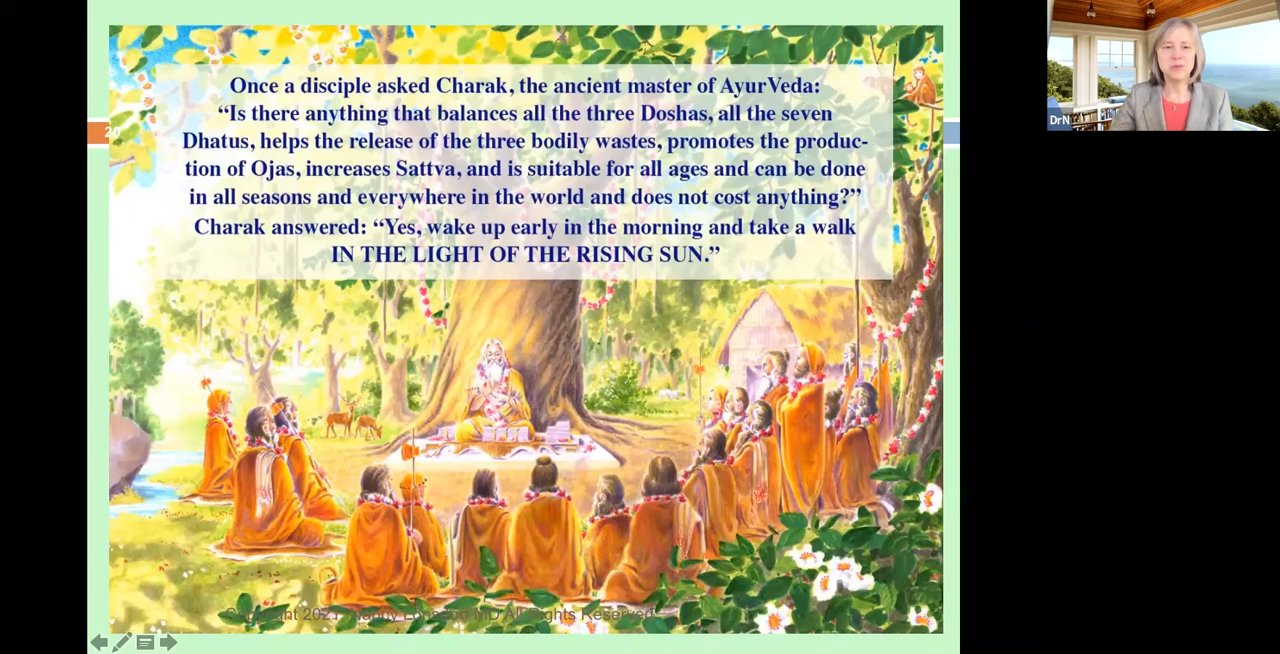 Once a disciple asked Charak, the ancient master of AyurVeda:
“Is there anything that balances all the three Doshas, all the seven
Dhatus, helps the release of the three bodily wastes, promotes the produc-
tion of Ojas, increases Sattva, and is suitable for all ages and can be done
in all seasons and everywhere in the world and does not cost anything?”
Charak answered: “Yes, wake up early in the morning and take a walk
IN THE LIGHT OF THE RISING SUN.”
DrN
MD All Rights Reserved